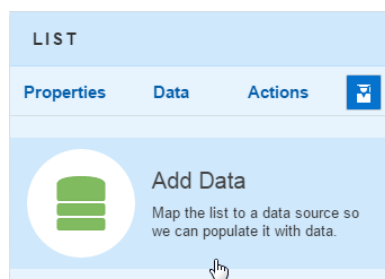 LIST
Properties Data Actions
Add Data
Map the list to a data source so
we can populate it with data.